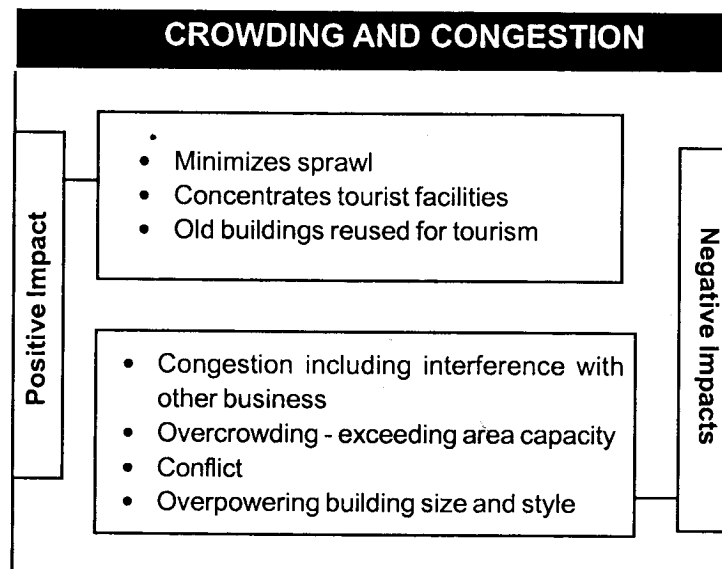 CROWDING AND CONGESTION
Positive Impact
• Minimizes sprawl
• Concentrates tourist facilities
• Old buildings reused for tourism
Negative Impacts
• Congestion including interference with
other business
• Overcrowding - exceeding area capacity
• Conflict
• Overpowering building size and style